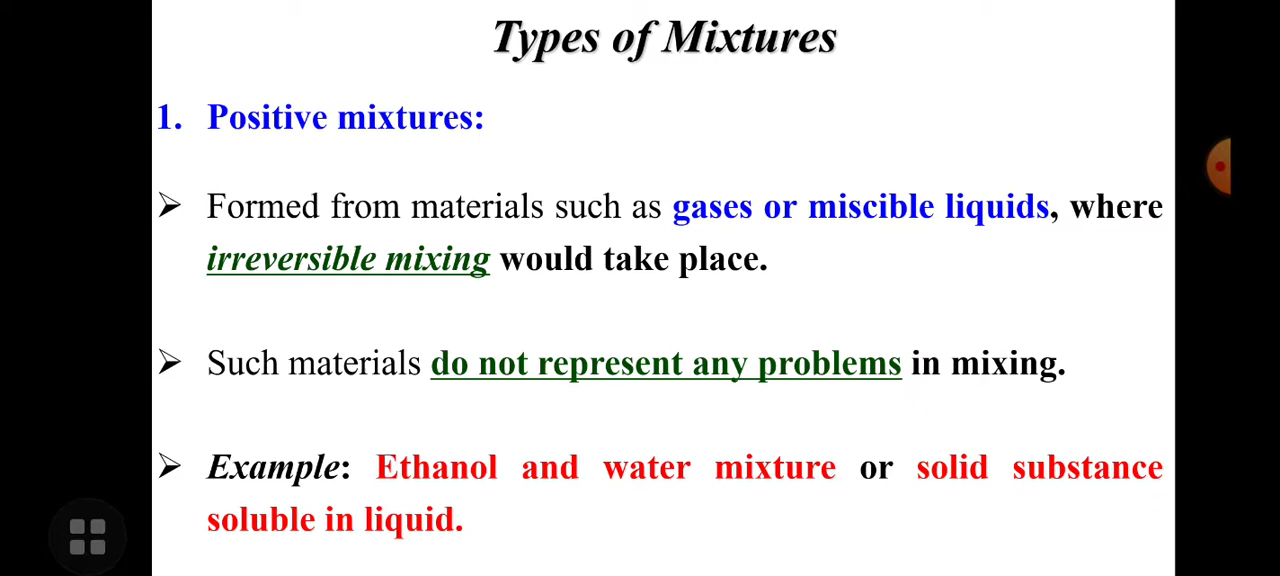 Types of Mixtures
1. Positive mixtures:
➢ Formed from materials such as gases or miscible liquids, where
irreversible mixing would take place.
➢ Such materials do not represent any problems in mixing.
➢ Example: Ethanol and water mixture or solid substance
soluble in liquid.